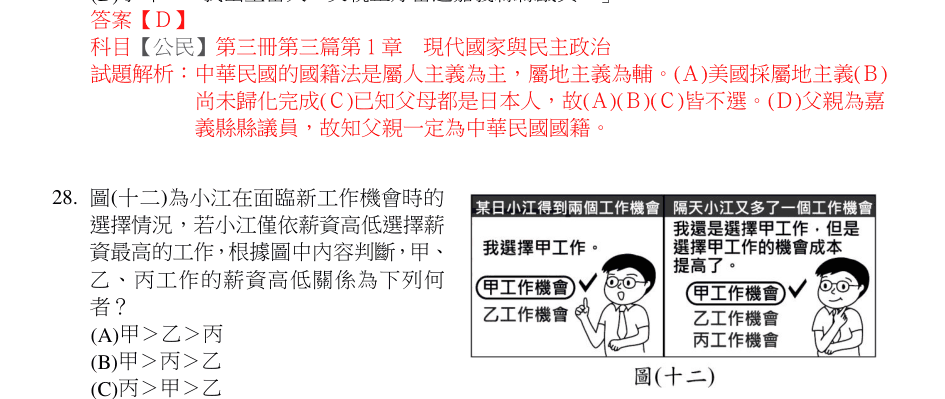 答案【D】
科目【公民】第三冊第三篇第1章　現代國家與民主政治
試題解析：中華民國的國籍法是屬人主義為主，屬地主義為輔。(A)美國採屬地主義(B)
尚未歸化完成(C)已知父母都是日本人，故(A)(B)(C)皆不選。(D)父親為嘉
義縣縣議員，故知父親一定為中華民國國籍。
28. 圖(十二)為小江在面臨新工作機會時的
選擇情況，若小江僅依薪資高低選擇薪
資最高的工作，根據圖中內容判斷，甲、
乙、丙工作的薪資高低關係為下列何
者？
(A)甲＞乙＞丙
(B)甲＞丙＞乙
(C)丙＞甲＞乙
某日小江得到兩個工作機會
我選擇甲工作。
甲工作機會
乙工作機會
隔天小江又多了一個工作機會
我還是選擇甲工作，但是
選擇甲工作的機會成本
提高了。
甲工作機會
乙工作機會
丙工作機會
圖(十二)